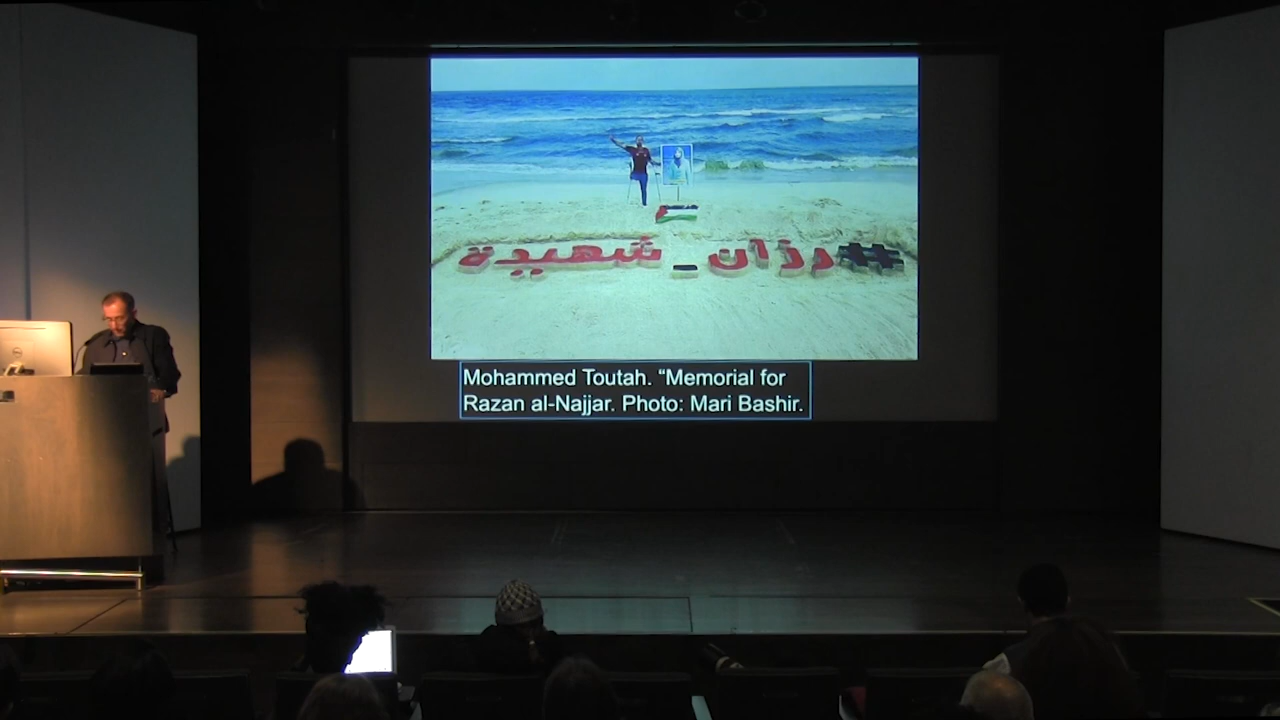 #رزان_شهيدة
Mohammed Toutah. “Memorial for
Razan al-Najjar. Photo: Mari Bashir.